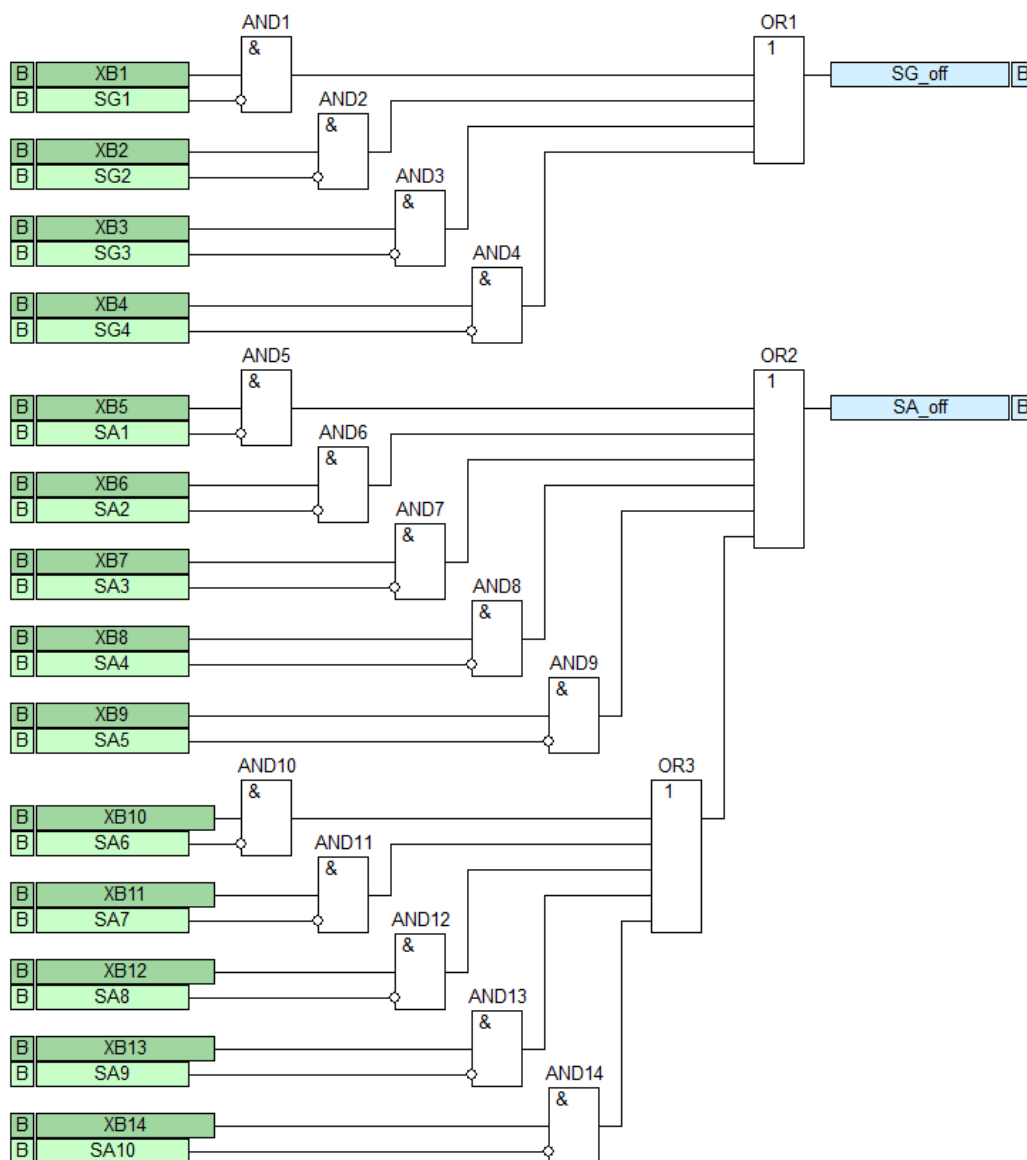 AND1 OR1
& 1
B XB1 SG_off B
B SG1
AND2
&
B XB2
B SG2
AND3
&
B XB3
B SG3
AND4
&
B XB4
B SG4
AND5 OR2
& 1
B XB5 SA_off B
B SA1
AND6
&
B XB6
B SA2
AND7
&
B XB7
B SA3
AND8
&
B XB8
B SA4
AND9
&
B XB9
B SA5
AND10 OR3
& 1
B XB10
B SA6
AND11
&
B XB11
B SA7
AND12
&
B XB12
B SA8
AND13
&
B XB13
B SA9
AND14
&
B XB14
B SA10